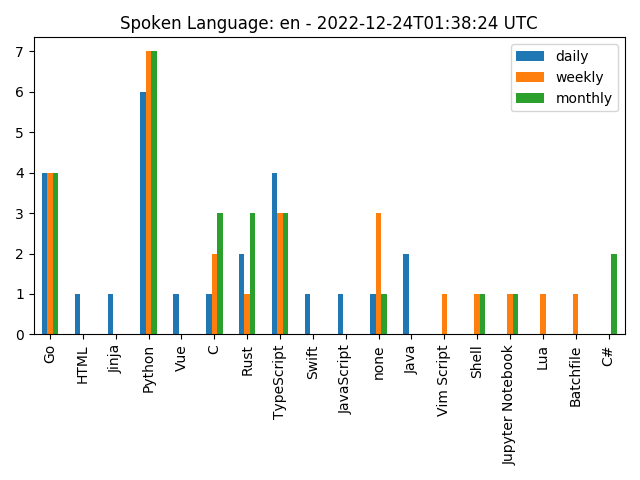 Spoken Language: en - 2022-12-24T01:38:24 UTC
daily
weekly
monthly
7
6
5
4
3
2
1
0
Go
HTML
Jinja
Python
Vue
C
Rust
TypeScript
Swift
JavaScript
none
Java
Vim Script
Shell
Jupyter Notebook
Lua
Batchfile
C#